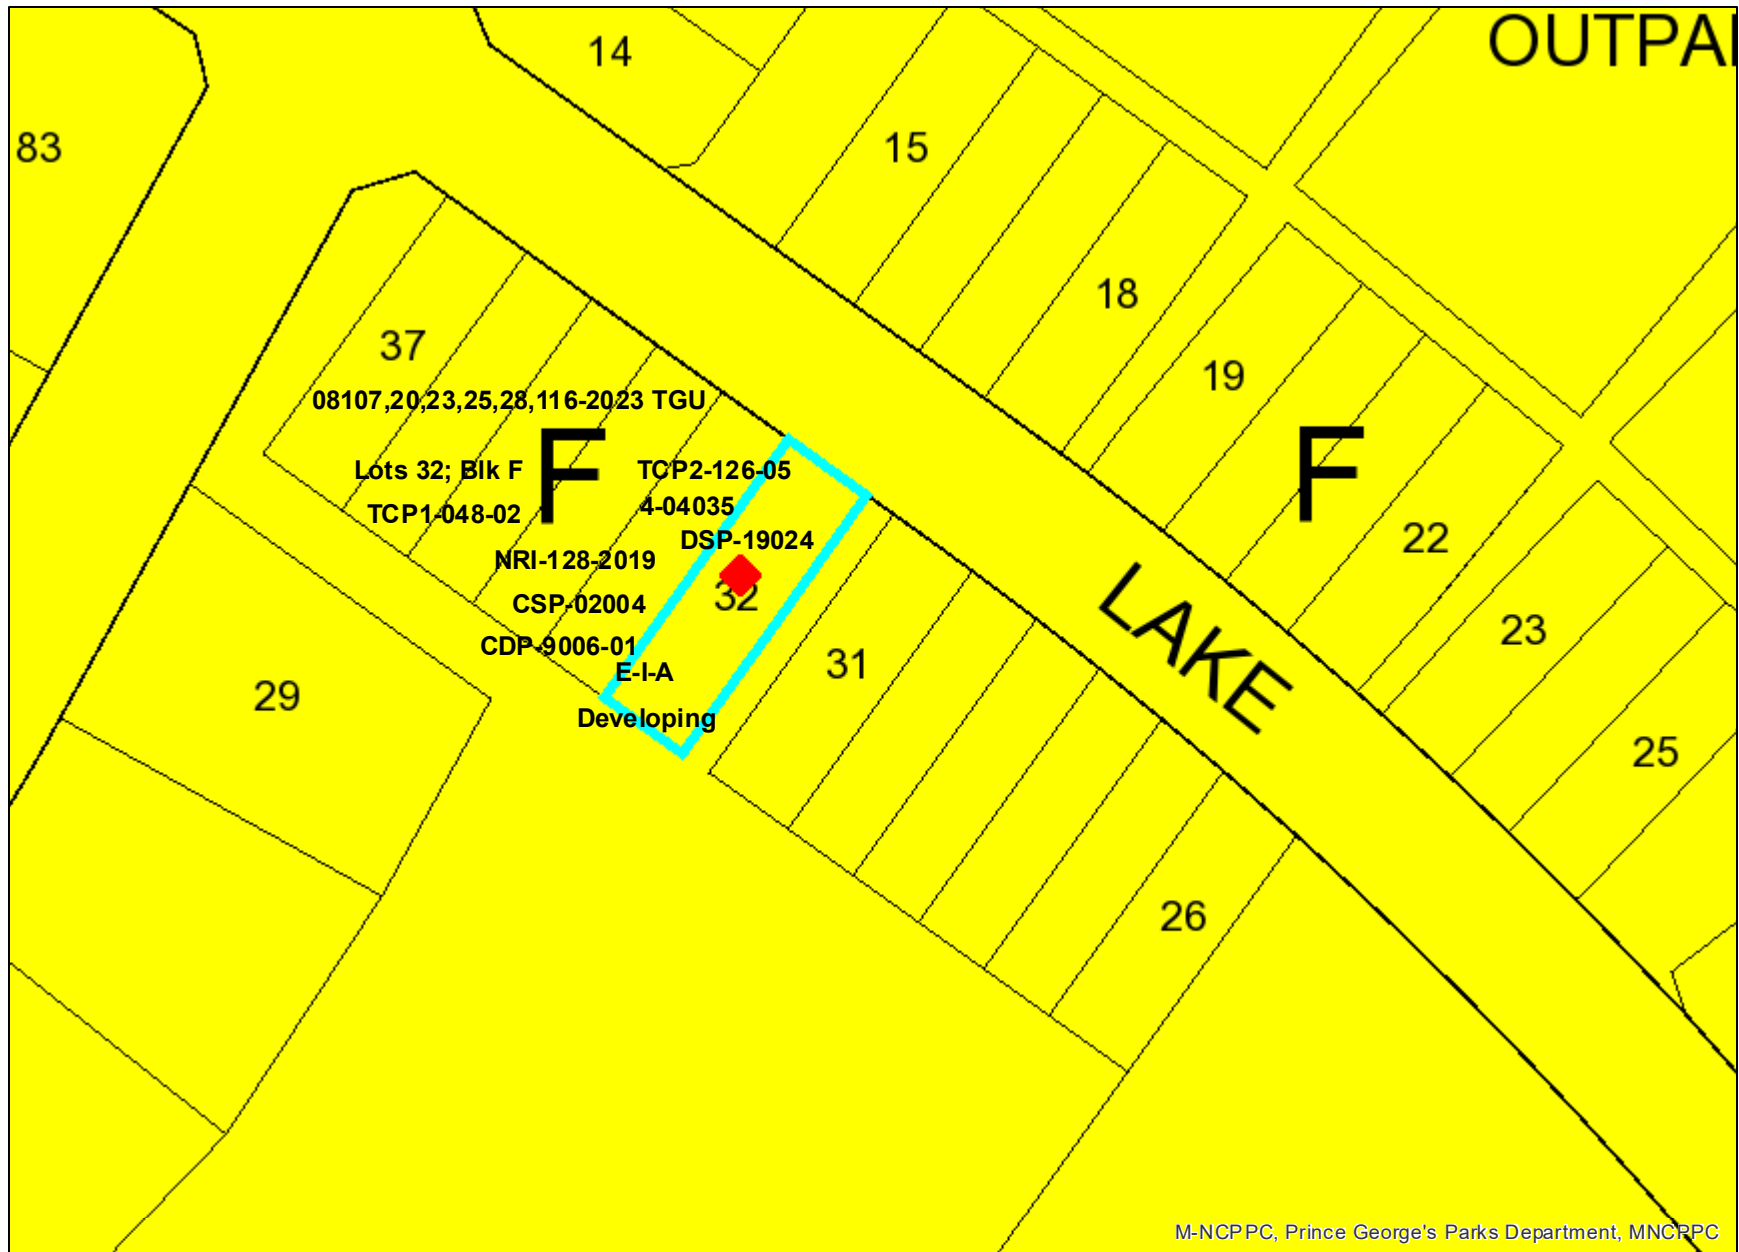 OUTPA
14
83
15
18
37
19
08107,20,23,25,28,116-2023 TGU
F
F
Lots 32; Blk F
TCP2-126-05
4-04035
TCP1-048-02
DSP-19024
22
NRI-128-2019
32
CSP-02004
LAKE
23
CDP-9006-01
E-I-A
31
29
Developing
25
26
M-NCPPC, Prince George's Parks Department, MNCPPC